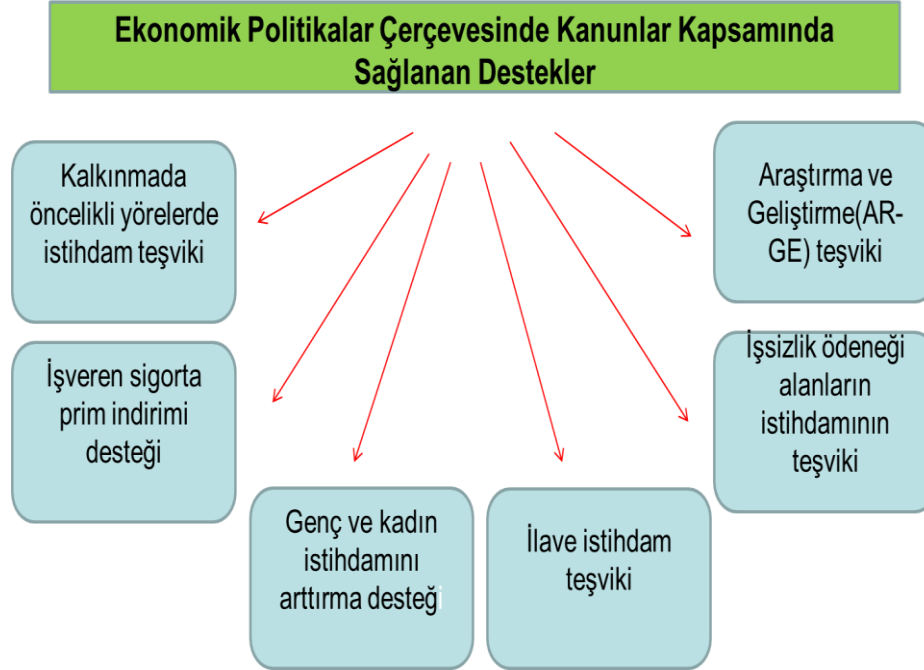 Ekonomik Politikalar Çerçevesinde Kanunlar Kapsamında
Sağlanan Destekler
Kalkınmada
öncelikli yörelerde
istihdam teşviki
Araştırma ve
Geliştirme(AR-
GE) teşviki
İşveren sigorta
prim indirimi
desteği
İşsizlik ödeneği
alanların
istihdamının
teşviki
Genç ve kadın
istihdamını
arttırma desteği
İlave istihdam
teşviki